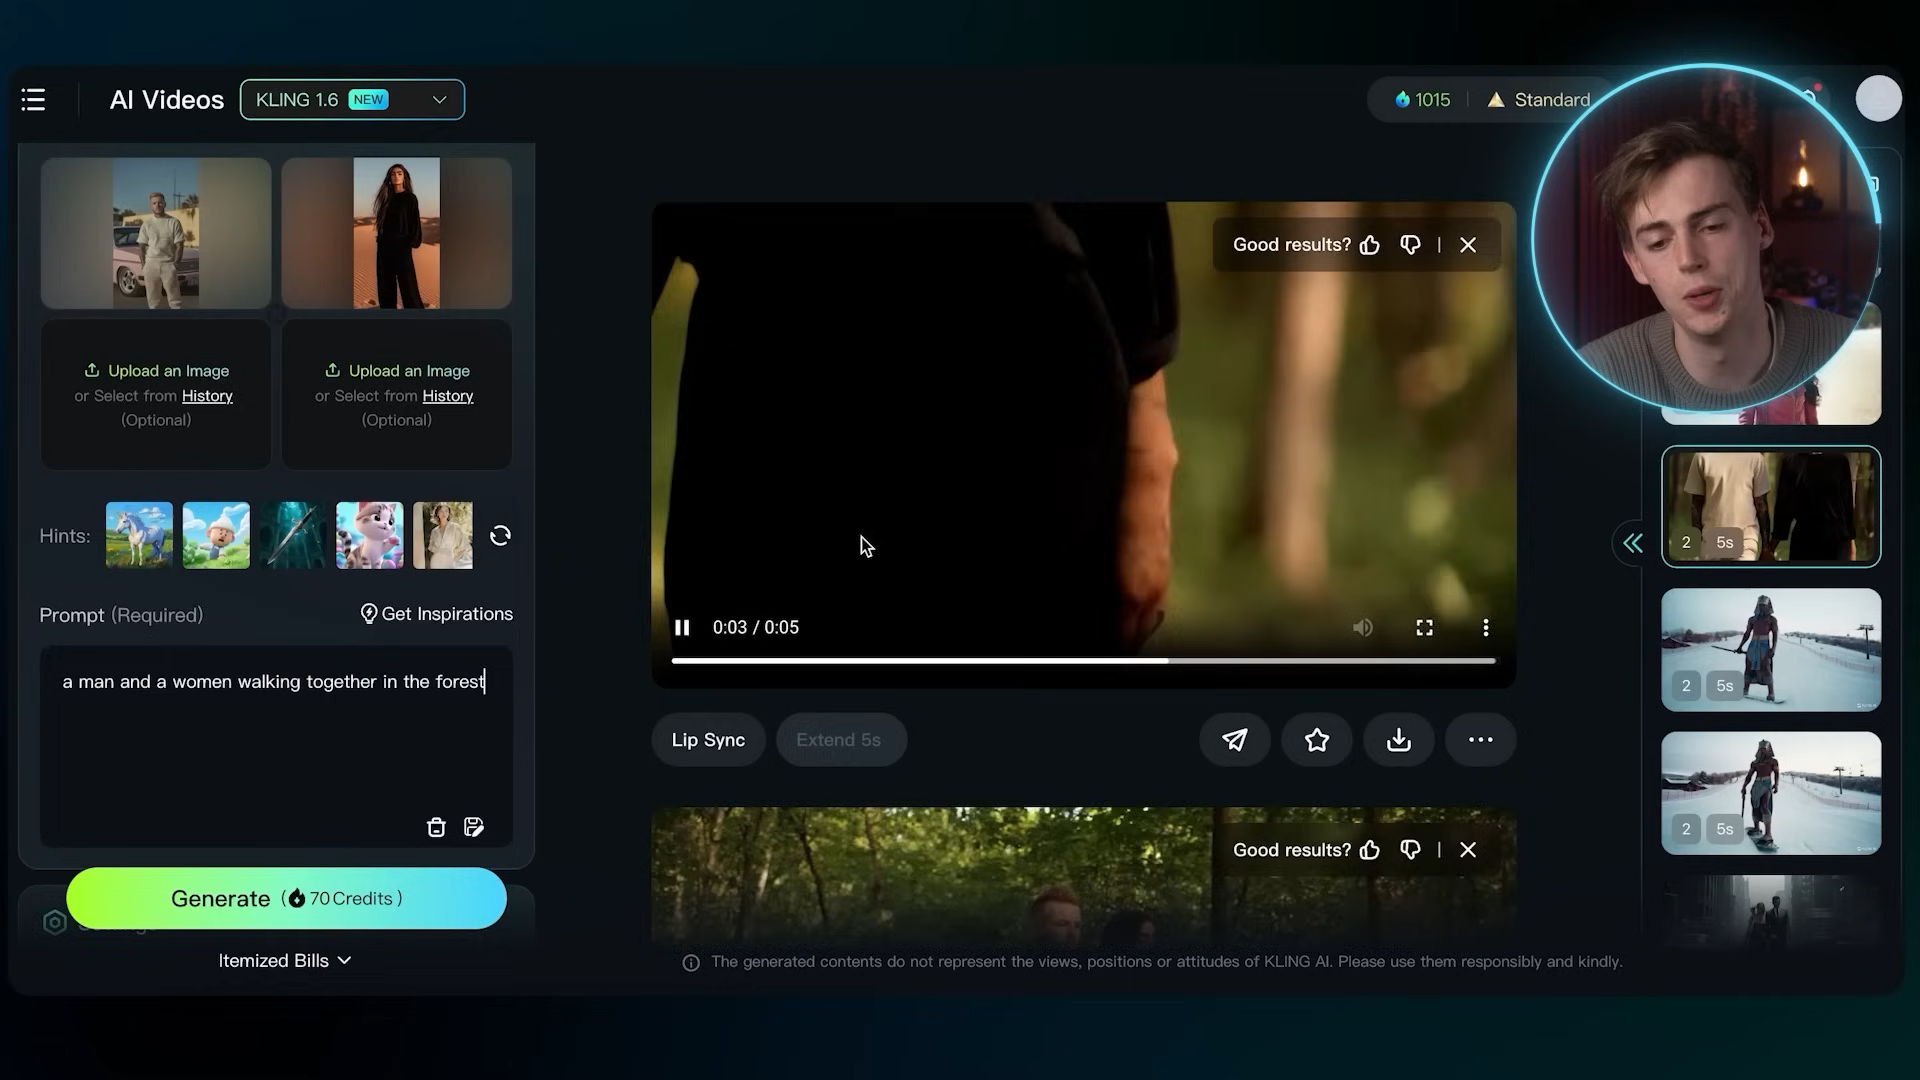 AI Videos
KLING 1.6 NEW
1015
Standard
Upload an Image
or Select from History
(Optional)
Upload an Image
or Select from History
(Optional)
Hints:
Prompt (Required)
Get Inspirations
a man and a women walking together in the forest
Generate ( 70 Credits )
Itemized Bills
Good results?
0:03 / 0:05
Lip Sync
Extend 5s
Good results?
The generated contents do not represent the views, positions or attitudes of KLING AI. Please use them responsibly and kindly.
2 5s
2 5s
2 5s